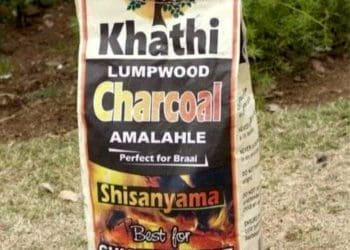 Khathi
LUMPWOOD
Charcoal
AMALAHLE
Perfect for Braai
Shisanyama
Best for